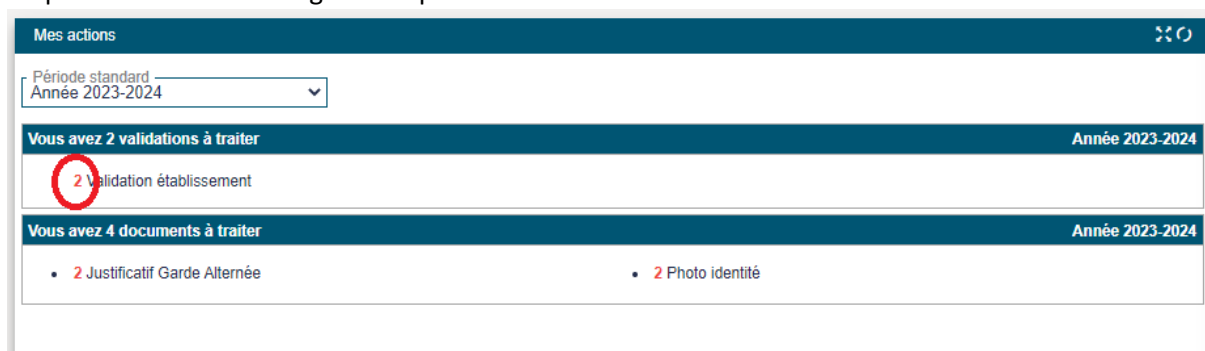 Mes actions
Période standard
Année 2023-2024
Vous avez 2 validations à traiter Année 2023-2024
2 Validation établissement
Vous avez 4 documents à traiter Année 2023-2024
• 2 Justificatif Garde Alternée • 2 Photo identité